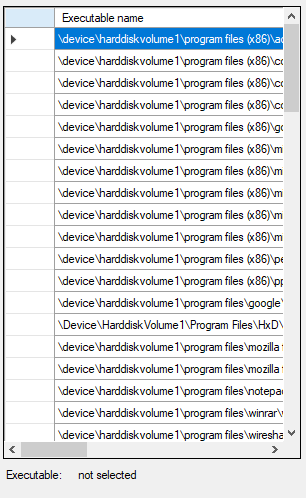 Executable name
\device\harddiskvolume1\program files (x86)\ac
\device\harddiskvolume1\program files (x86)\cc
\device\harddiskvolume1\program files (x86)\cc
\device\harddiskvolume1\program files (x86)\cc
\device\harddiskvolume1\program files (x86)\go
\device\harddiskvolume1\program files (x86)\m
\device\harddiskvolume1\program files (x86)\m
\device\harddiskvolume1\program files (x86)\m
\device\harddiskvolume1\program files (x86)\m
\device\harddiskvolume1\program files (x86)\m
\device\harddiskvolume1\program files (x86)\pe
\device\harddiskvolume1\program files (x86)\pp
\device\harddiskvolume1\program files\google\
\Device\HarddiskVolume1\Program Files\HxD\
\device\harddiskvolume1\program files\mozilla f
\device\harddiskvolume1\program files\mozilla t
\device\harddiskvolume1\program files\notepac
\device\harddiskvolume1\program files\winrar\
\device\harddiskvolume1\program files\wiresha
Executable: not selected